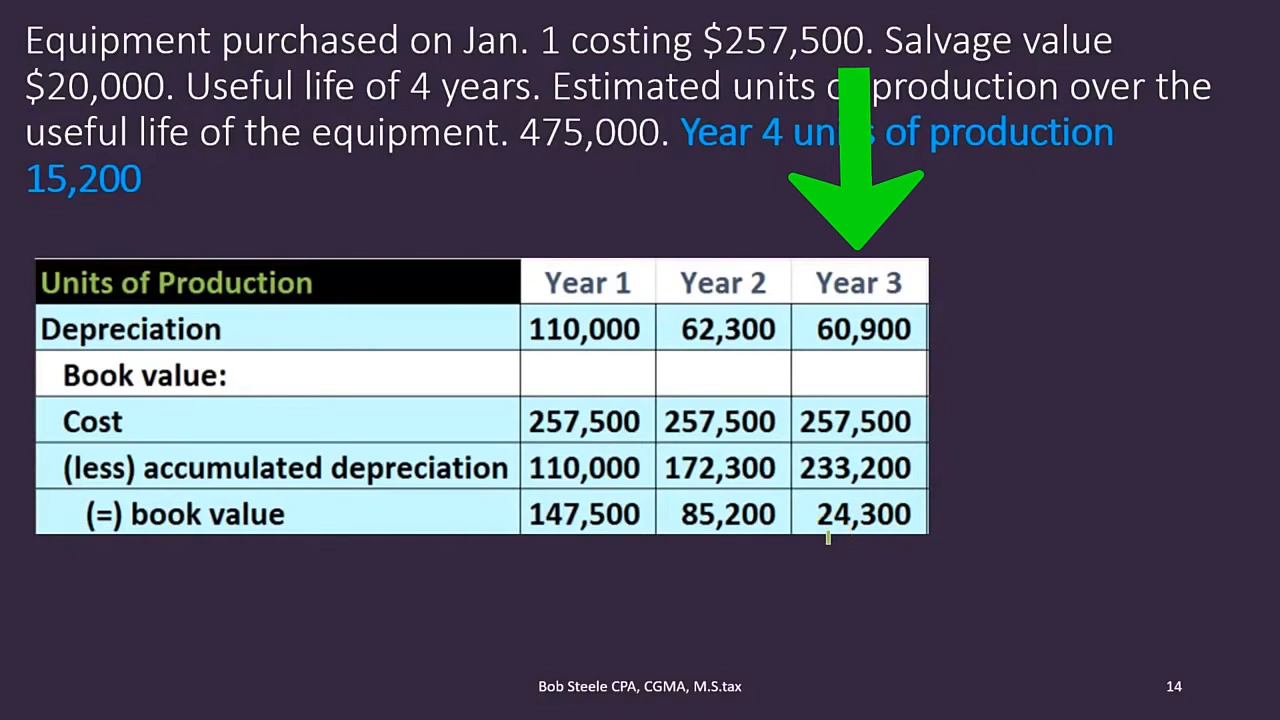 Equipment purchased on Jan. 1 costing $257,500. Salvage value
$20,000. Useful life of 4 years. Estimated units production over the
useful life of the equipment. 475,000. Year 4 of production
15,200
Units of Production Year 1 Year 2 Year 3
Depreciation 110,000 62,300 60,900
Book value:
Cost 257,500 257,500 257,500
(less) accumulated depreciation 110,000 172,300 233,200
(=) book value 147,500 85,200 24,300
Bob Steele CPA, CGMA, M.S.tax 14